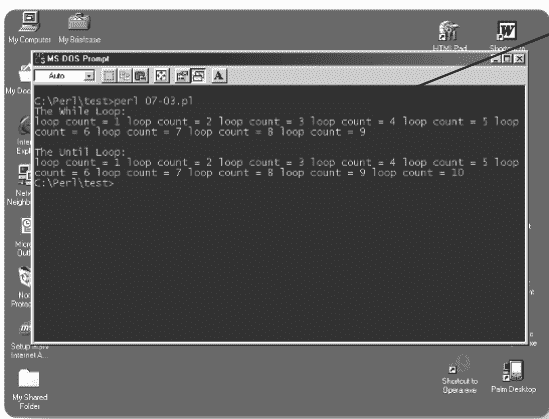 My Computer
My Briefcase
HTMl Pad
MS DOS Prompt
Auto
A
C:\Perl\test>perl 07-03.pl
The While Loop:
loop count = 1 loop count = 2 loop count = 3 loop count = 4 loop count = 5 loop
count = 6 loop count = 7 loop count = 8 loop count = 9
The Until Loop:
loop count = 1 loop count = 2 loop count = 3 loop count = 4 loop count = 5 loop
count = 6 loop count = 7 loop count = 8 loop count = 9 loop count = 10
C:\Perl\test>
Internet A...
My Shared
Folder
Shortcut to
Opera.exe
Palm Desktop